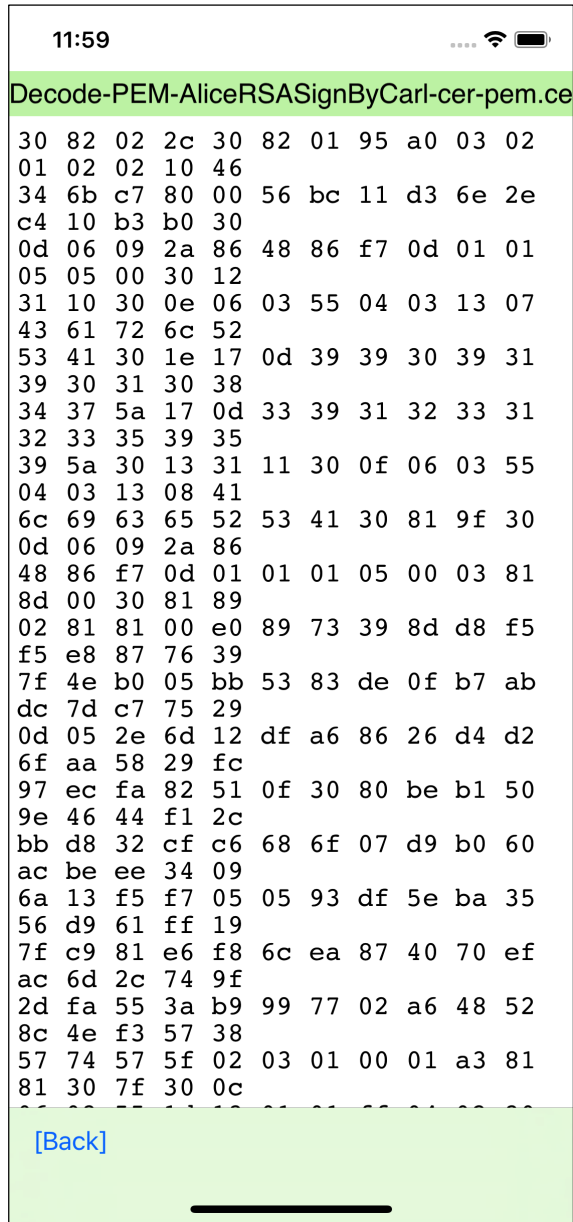 11:59
Decode-PEM-AliceRSASignByCarl-cer-pem.ce
30 82 02 2c 30 82 01 95 a0 03 02
01 02 02 10 46
34 6b c7 80 00 56 bc 11 d3 6e 2e
c4 10 b3 b0 30
0d 06 09 2a 86 48 86 f7 0d 01 01
05 05 00 30 12
31 10 30 0e 06 03 55 04 03 13 07
43 61 72 6c 52
53 41 30 1e 17 0d 39 39 30 39 31
39 30 31 30 38
34 37 5a 17 0d 33 39 31 32 33 31
32 33 35 39 35
39 5a 30 13 31 11 30 0f 06 03 55
04 03 13 08 41
6c 69 63 65 52 53 41 30 81 9f 30
0d 06 09 2a 86
48 86 f7 0d 01 01 01 05 00 03 81
8d 00 30 81 89
02 81 81 00 e0 89 73 39 8d d8 f5
f5 e8 87 76 39
7f 4e b0 05 bb 53 83 de 0f b7 ab
dc 7d c7 75 29
0d 05 2e 6d 12 df a6 86 26 d4 d2
6f aa 58 29 fc
97 ec fa 82 51 0f 30 80 be b1 50
9e 46 44 f1 2c
bb d8 32 cf c6 68 6f 07 d9 b0 60
ac be ee 34 09
6a 13 f5 f7 05 05 93 df 5e ba 35
56 d9 61 ff 19
7f c9 81 e6 f8 6c ea 87 40 70 ef
ac 6d 2c 74 9f
2d fa 55 3a b9 99 77 02 a6 48 52
8c 4e f3 57 38
57 74 57 5f 02 03 01 00 01 a3 81
81 30 7f 30 0c
[Back]